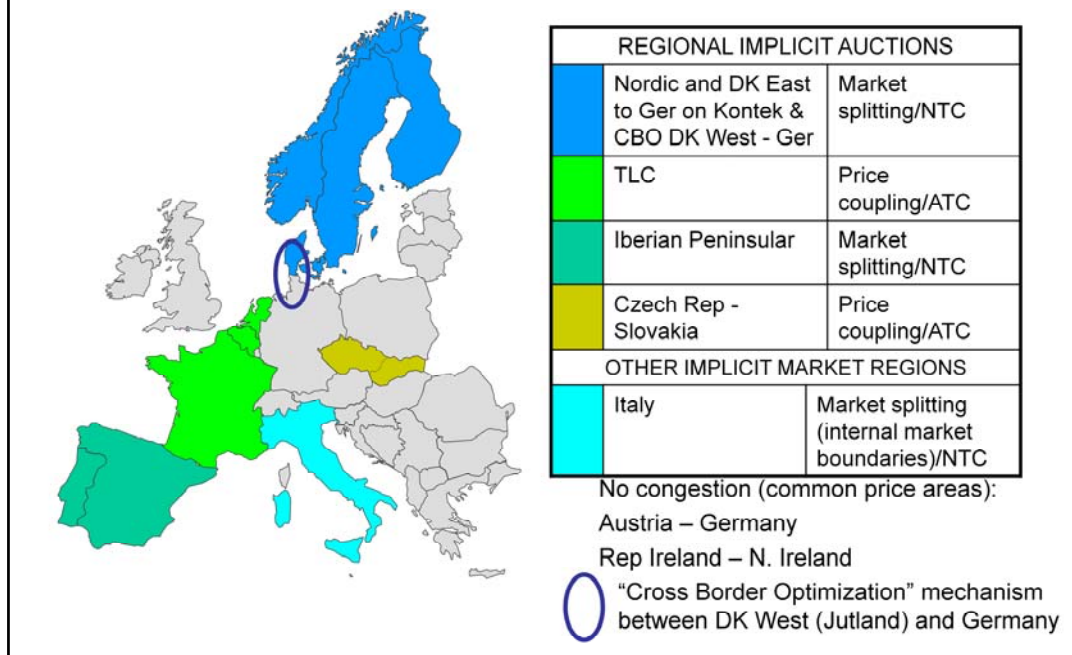 REGIONAL IMPLICIT AUCTIONS
Nordic and DK East
to Ger on Kontek &
CBO DK West - Ger
Market
splitting/NTC
TLC
Price
coupling/ATC
Iberian Peninsular
Market
splitting/NTC
Czech Rep -
Slovakia
Price
coupling/ATC
OTHER IMPLICIT MARKET REGIONS
Italy
Market splitting
(internal market
boundaries)/NTC
No congestion (common price areas):
Austria – Germany
Rep Ireland – N. Ireland
“Cross Border Optimization” mechanism
between DK West (Jutland) and Germany